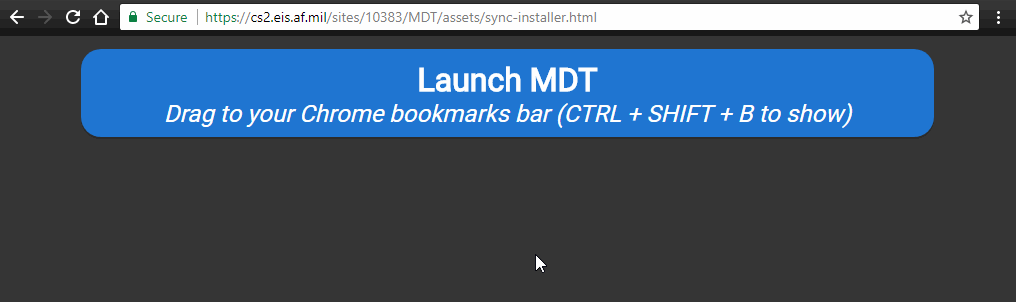 Secure https://cs2.eis.af.mil/sites/10383/MDT/assets/sync-installer.html
Launch MDT
Drag to your Chrome bookmarks bar (CTRL + SHIFT + B to show)